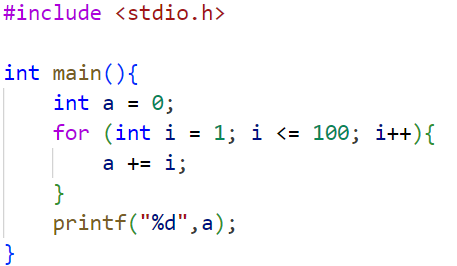 #include <stdio.h>

int main(){
    int a = 0;
    for (int i = 1; i <= 100; i++){
        a += i;
    }
    printf("%d",a);
}